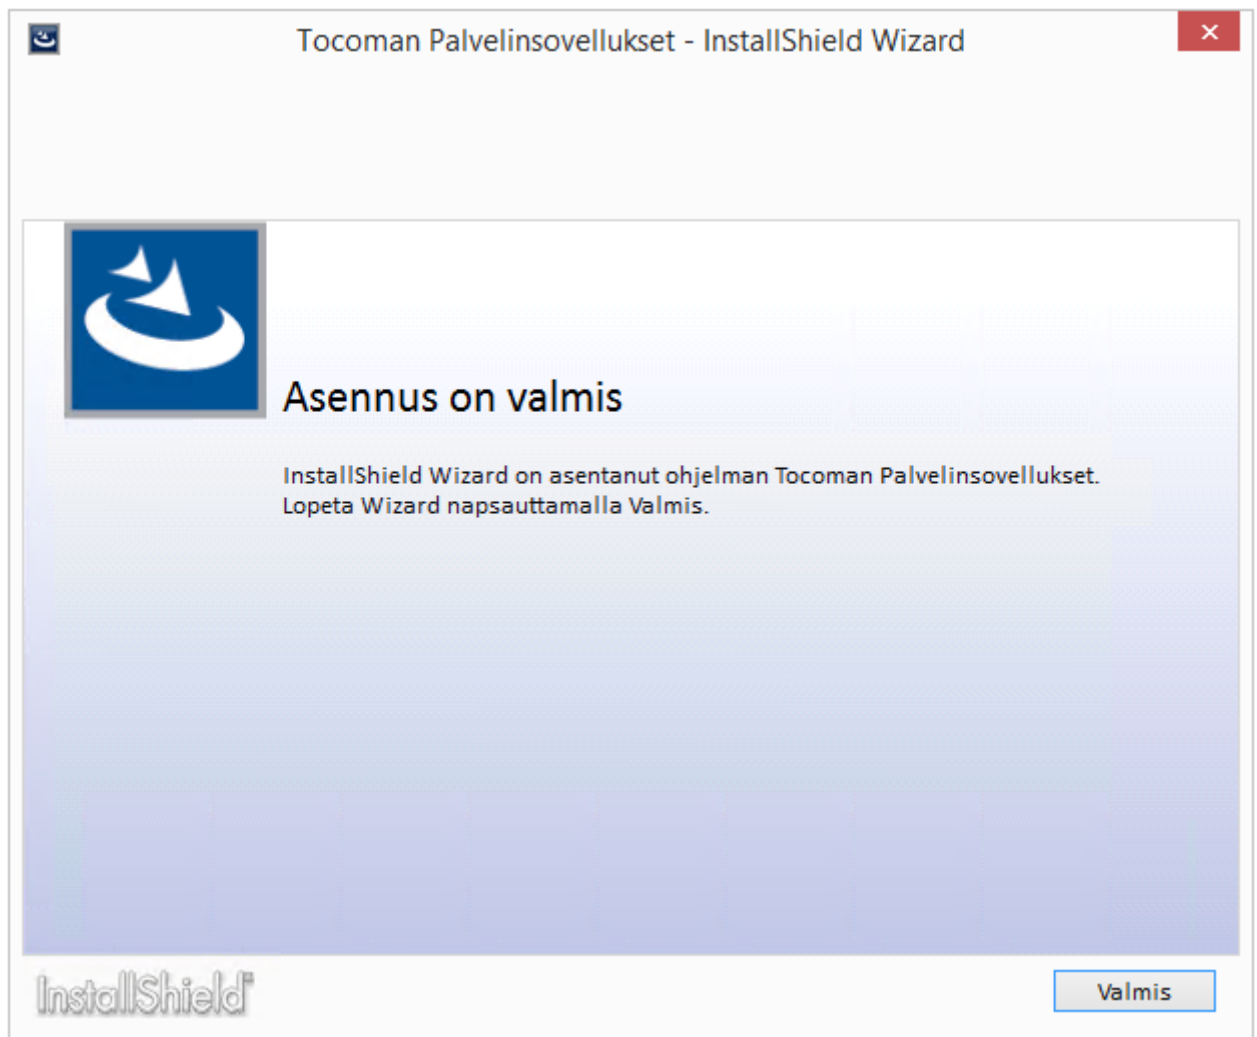 Tocoman Palvelinsovellukset - InstallShield Wizard
Asennus on valmis
InstallShield Wizard on asentanut ohjelman Tocoman Palvelinsovellukset.
Lopeta Wizard napsauttamalla Valmis.
InstallShield
Valmis